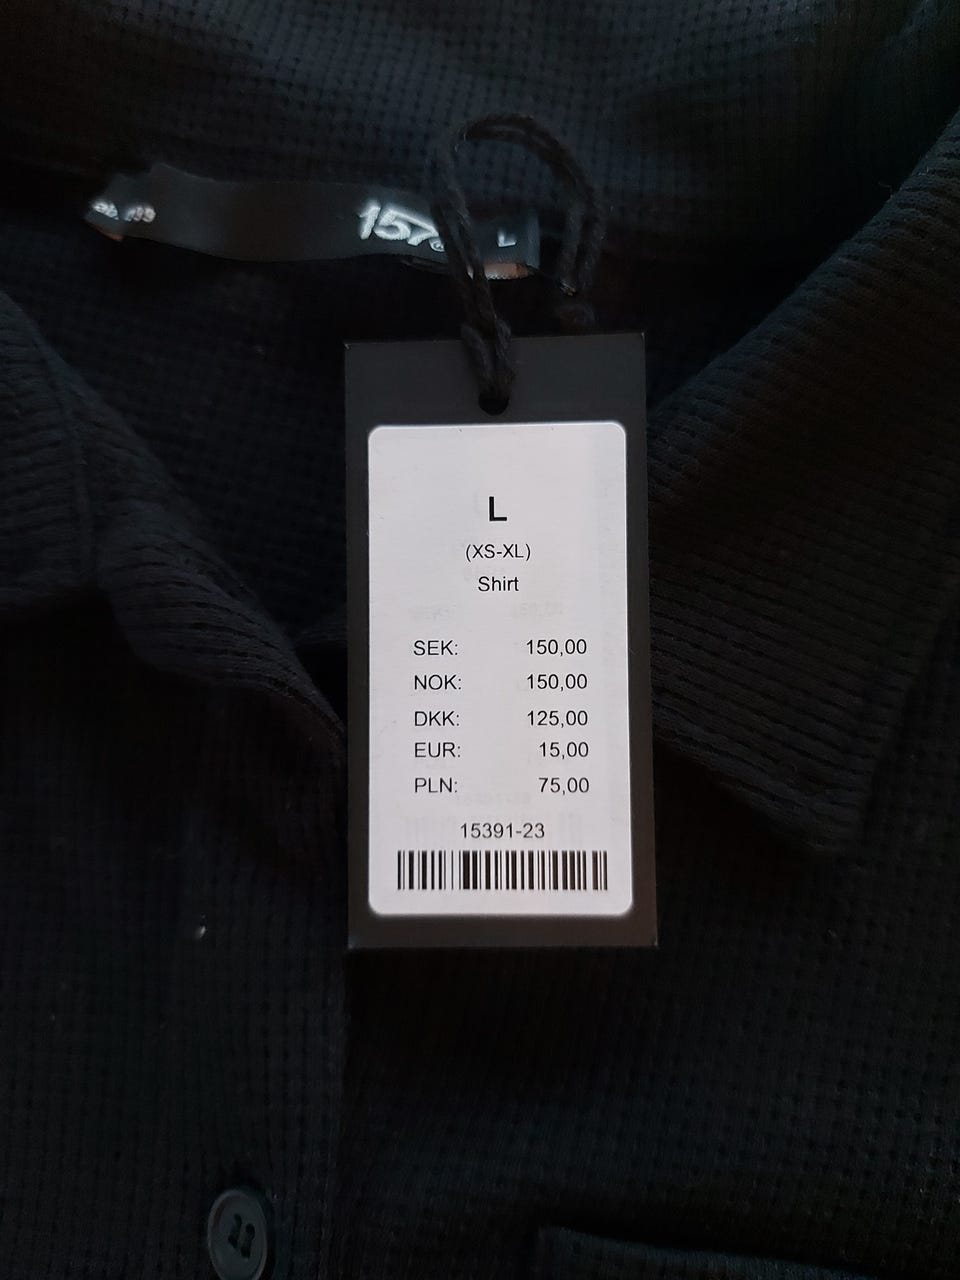 157
L
L
(XS-XL)
Shirt
SEK: 150,00
NOK: 150,00
DKK: 125,00
EUR: 15,00
PLN: 75,00
15391-23